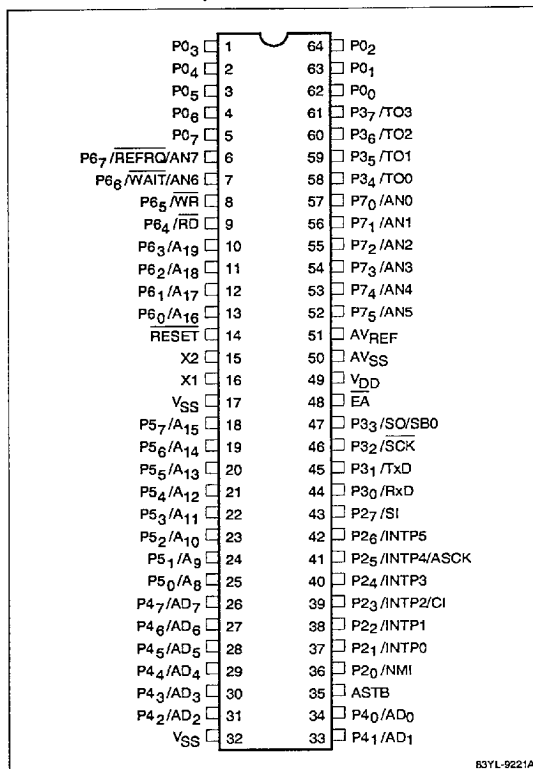 P03 1 64 P02
P04 2 63 P01
P05 3 62 P00
P06 4 61 P37/TO3
P07 5 60 P36/TO2
P67/REFRQ/AN7 6 59 P35/TO1
P66/WAIT/AN6 7 58 P34/TO0
P65/WR 8 57 P70/AN0
P64/RD 9 56 P71/AN1
P63/A19 10 55 P72/AN2
P62/A18 11 54 P73/AN3
P61/A17 12 53 P74/AN4
P60/A16 13 52 P75/AN5
RESET 14 51 AVREF
X2 15 50 AVSS
X1 16 49 VDD
VSS 17 48 EA
P57/A15 18 47 P33/SO/SB0
P56/A14 19 46 P32/SCK
P55/A13 20 45 P31/TxD
P54/A12 21 44 P30/RxD
P53/A11 22 43 P27/SI
P52/A10 23 42 P26/INTP5
P51/A9 24 41 P25/INTP4/ASCK
P50/A8 25 40 P24/INTP3
P47/AD7 26 39 P23/INTP2/CI
P46/AD6 27 38 P22/INTP1
P45/AD5 28 37 P21/INTP0
P44/AD4 29 36 P20/NMI
P43/AD3 30 35 ASTB
P42/AD2 31 34 P40/AD0
VSS 32 33 P41/AD1
83YL-9221A